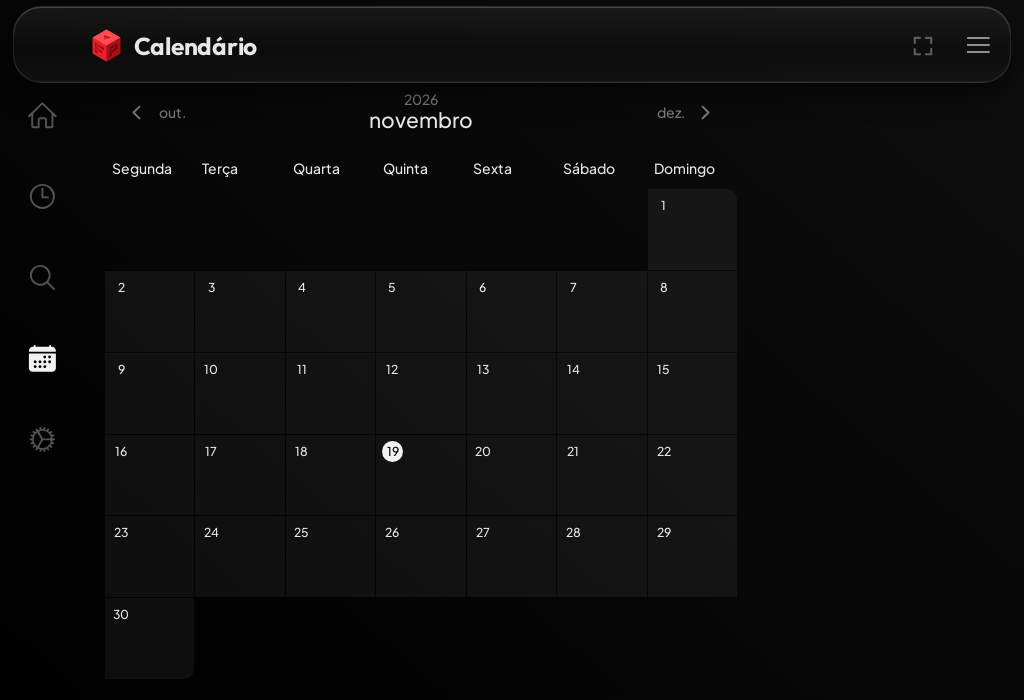 Calendário
out.
2026
novembro
dez.
Segunda Terça Quarta Quinta Sexta Sábado Domingo
1
2 3 4 5 6 7 8
9 10 11 12 13 14 15
16 17 18 19 20 21 22
23 24 25 26 27 28 29
30